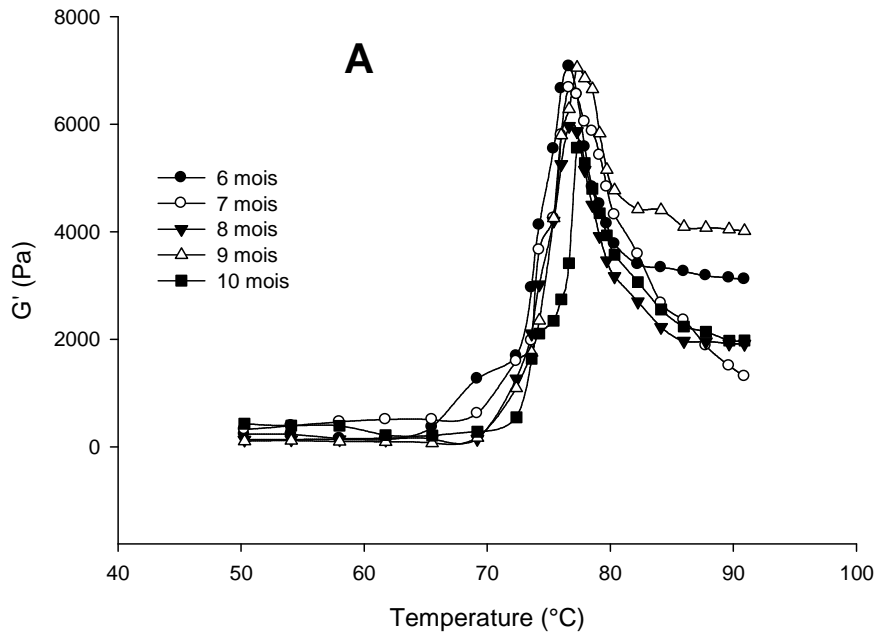 8000
A
6000
6 mois
7 mois
8 mois
4000
9 mois
10 mois
G' (Pa)
2000
0
40 50 60 70 80 90 100
Temperature (°C)